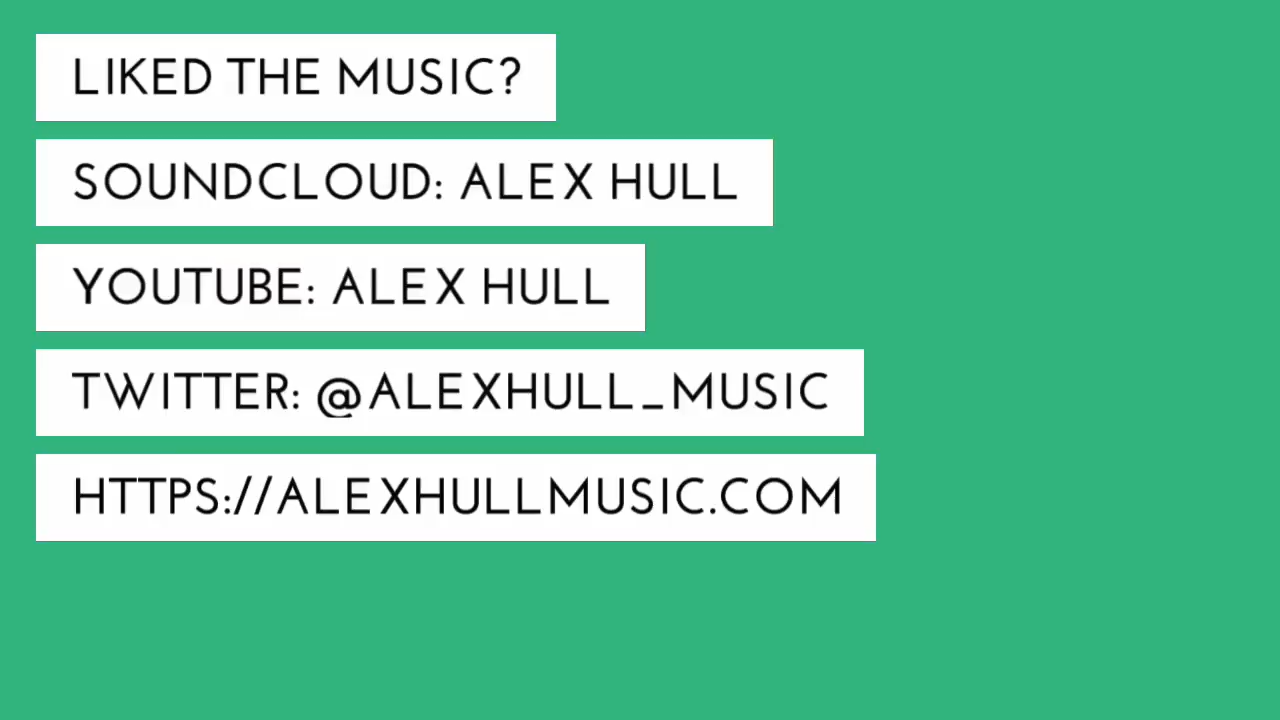 LIKED THE MUSIC?
SOUNDCLOUD: ALEX HULL
YOUTUBE: ALEX HULL
TWITTER: @ALEXHULL_MUSIC
HTTPS://ALEXHULLMUSIC.COM